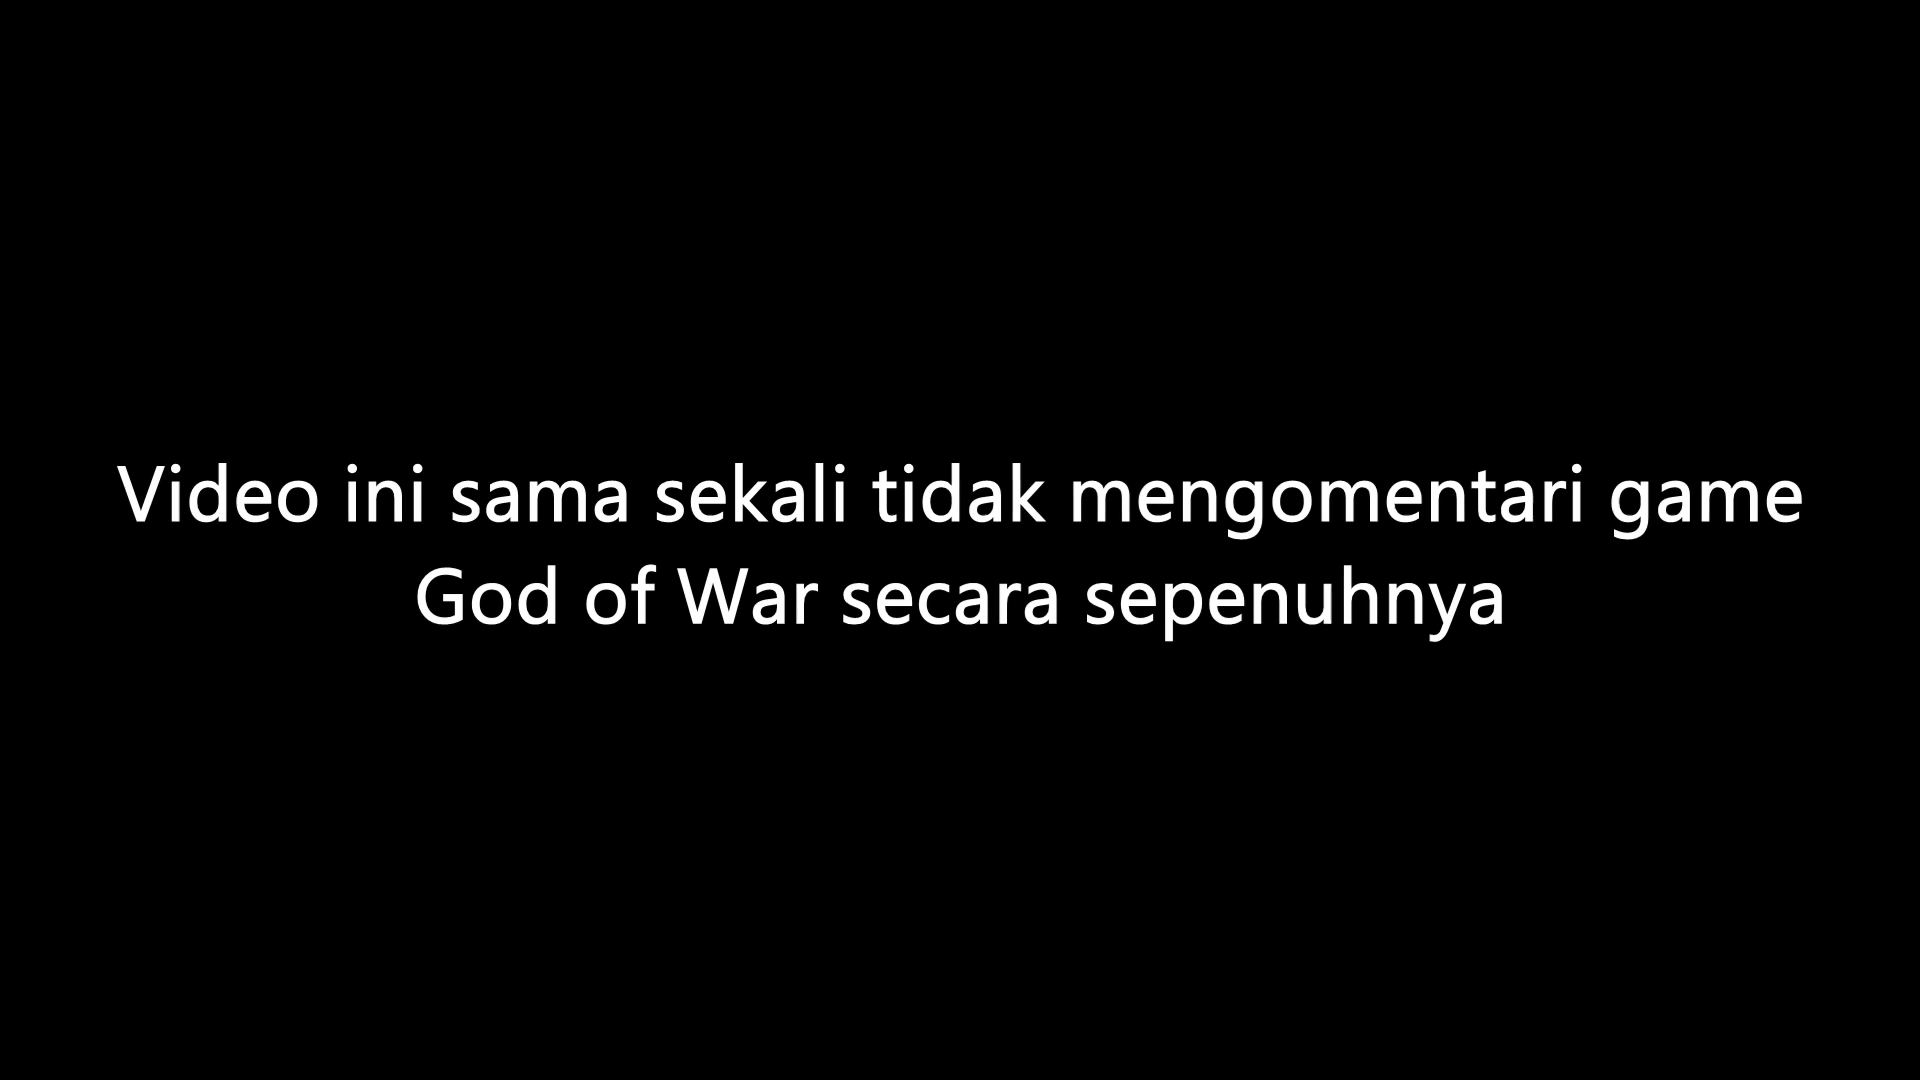 Video ini sama sekali tidak mengomentari game
God of War secara sepenuhnya